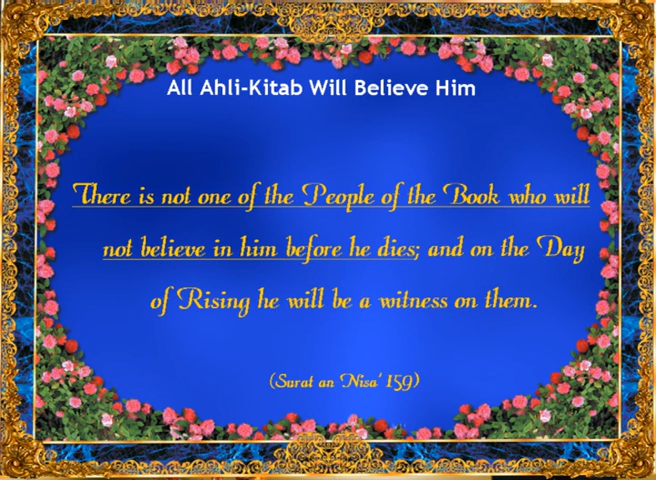 All Ahli-Kitab Will Believe Him
There is not one of the People of the Book who will
not believe in him before he dies; and on the Day
of Rising he will be a witness on them.
(Surat an Nisa' 159)